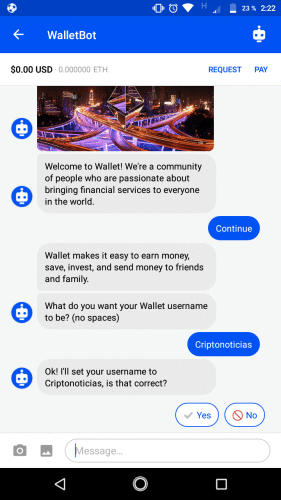 23 % 2:22
WalletBot
$0.00 USD · 0.000000 ETH REQUEST PAY
Welcome to Wallet! We're a community
of people who are passionate about
bringing financial services to everyone
in the world.
Continue
Wallet makes it easy to earn money,
save, invest, and send money to friends
and family.
What do you want your Wallet username
to be? (no spaces)
Criptonoticias
Ok! I'll set your username to
Criptonoticias, is that correct?
Yes No
Message...